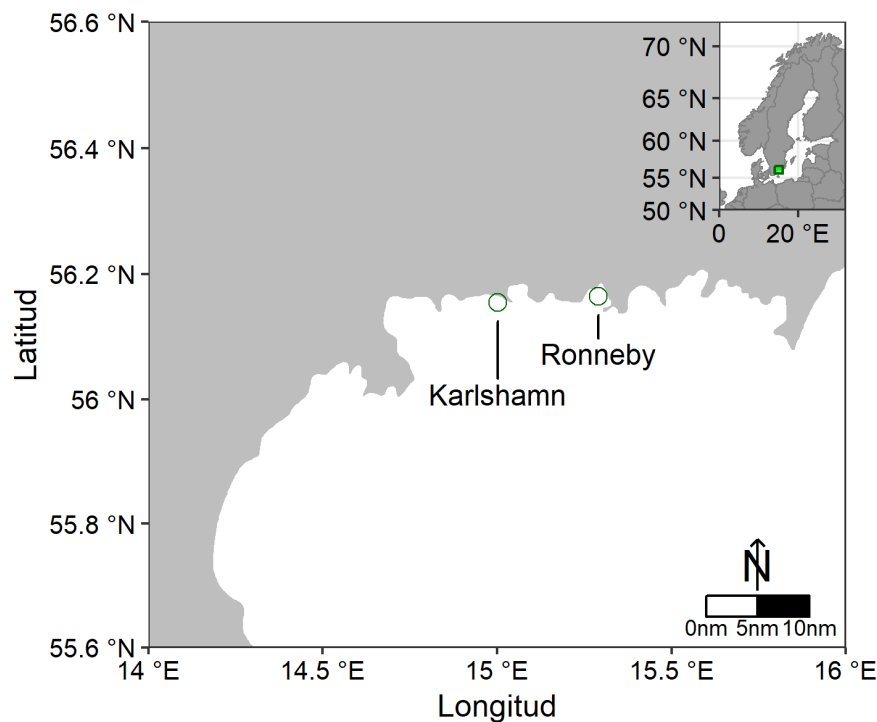 56.6 °N
56.4 °N
56.2 °N
56 °N
55.8 °N
55.6 °N
Latitud
70 °N
65 °N
60 °N
55 °N
50 °N
0
20 °E
Ronneby
Karlshamn
N
0nm 5nm 10nm
14 °E
14.5 °E
15 °E
15.5 °E
16 °E
Longitud